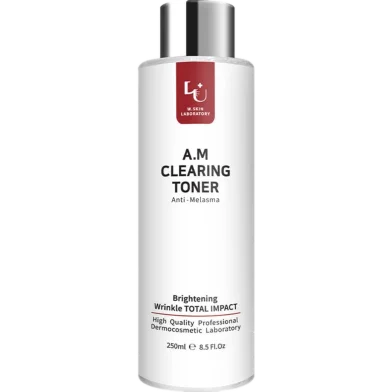 W.SKIN
LABORATORY
A.M
CLEARING
TONER
Anti-Melasma
Brightening
Wrinkle TOTAL IMPACT
High Quality Professional
Dermocosmetic Laboratory
250ml ℮ 8.5 Fl.Oz